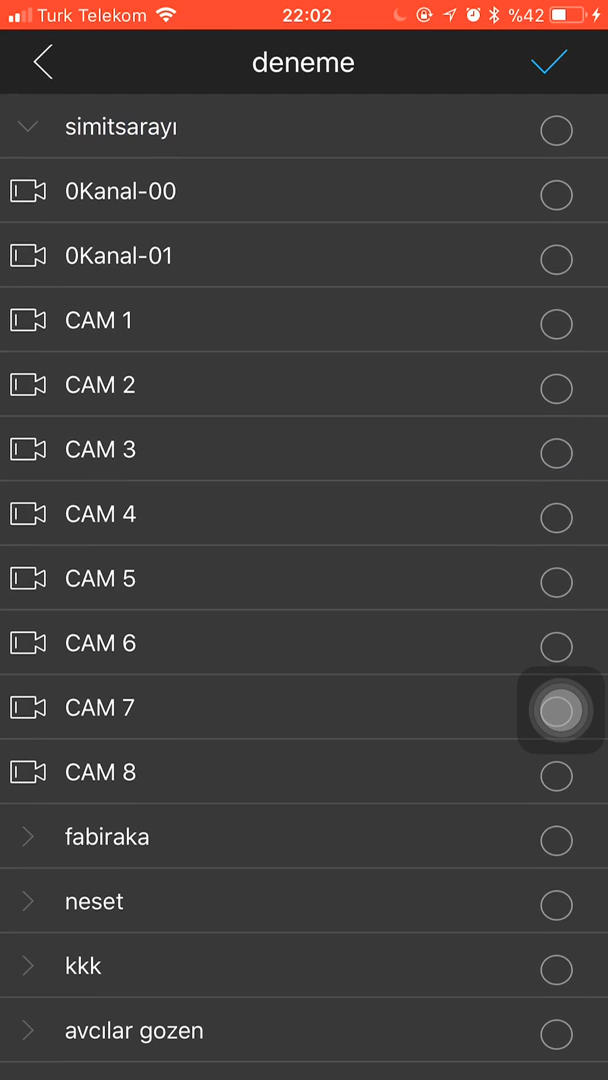 Turk Telekom 22:02 %42
deneme
simitsarayı
0Kanal-00
0Kanal-01
CAM 1
CAM 2
CAM 3
CAM 4
CAM 5
CAM 6
CAM 7
CAM 8
fabiraka
neset
kkk
avcılar gozen